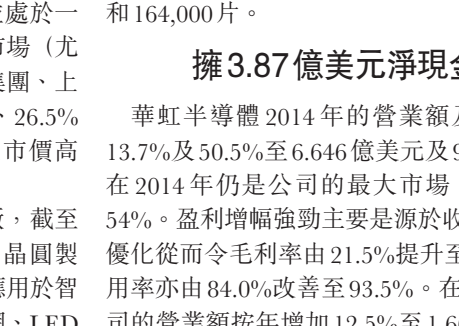 並處於一
市場（尤
集團、上
、26.5%
市價高
，截至
晶圓製
應用於智
、LED
和164,000片。
擁3.87億美元淨現金
華虹半導體2014年的營業額及
13.7%及50.5%至6.646億美元及9
在2014年仍是公司的最大市場
54%。盈利增幅強勁主要是源於收
優化從而令毛利率由21.5%提升至
用率亦由84.0%改善至93.5%。在
司的營業額按年增加12.5%至1.6